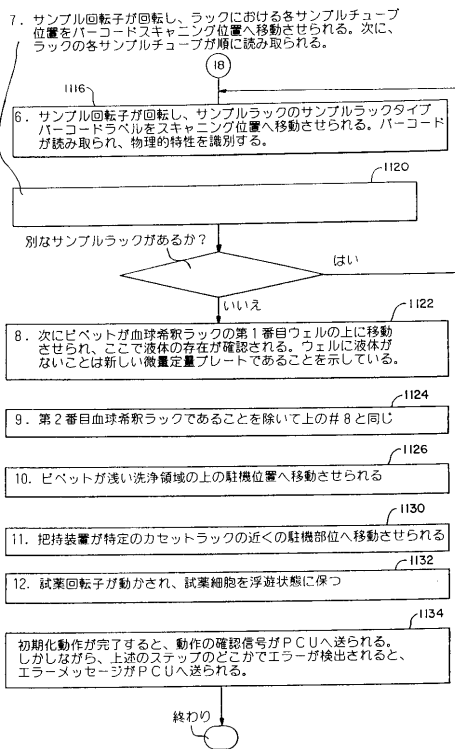 7. サンプル回転子が回転し、ラックにおける各サンプルチューブ
位置をバーコードスキャニング位置へ移動させられる。次に、
ラックの各サンプルチューブが順に読み取られる。
18
1116
6. サンプル回転子が回転し、サンプルラックのサンプルラックタイプ
バーコードラベルをスキャニング位置へ移動させられる。バーコード
が読み取られ、物理的特性を識別する。
1120
別なサンプルラックがあるか?
はい
いいえ
1122
8. 次にピペットが血球希釈ラックの第1番目ウェルの上に移動
させられ、ここで液体の存在が確認される。ウェルに液体が
ないことは新しい微量定量プレートであることを示している。
1124
9. 第2番目血球希釈ラックであることを除いて上の#8と同じ
1126
10. ピペットが浅い洗浄領域の上の駐機位置へ移動させられる
1130
11. 把持装置が特定のカセットラックの近くの駐機部位へ移動させられる
1132
12. 試薬回転子が動かされ、試薬細胞を浮遊状態に保つ
1134
初期化動作が完了すると、動作の確認信号がPCUへ送られる。
しかしながら、上述のステップのどこかでエラーが検出されると、
エラーメッセージがPCUへ送られる。
終わり